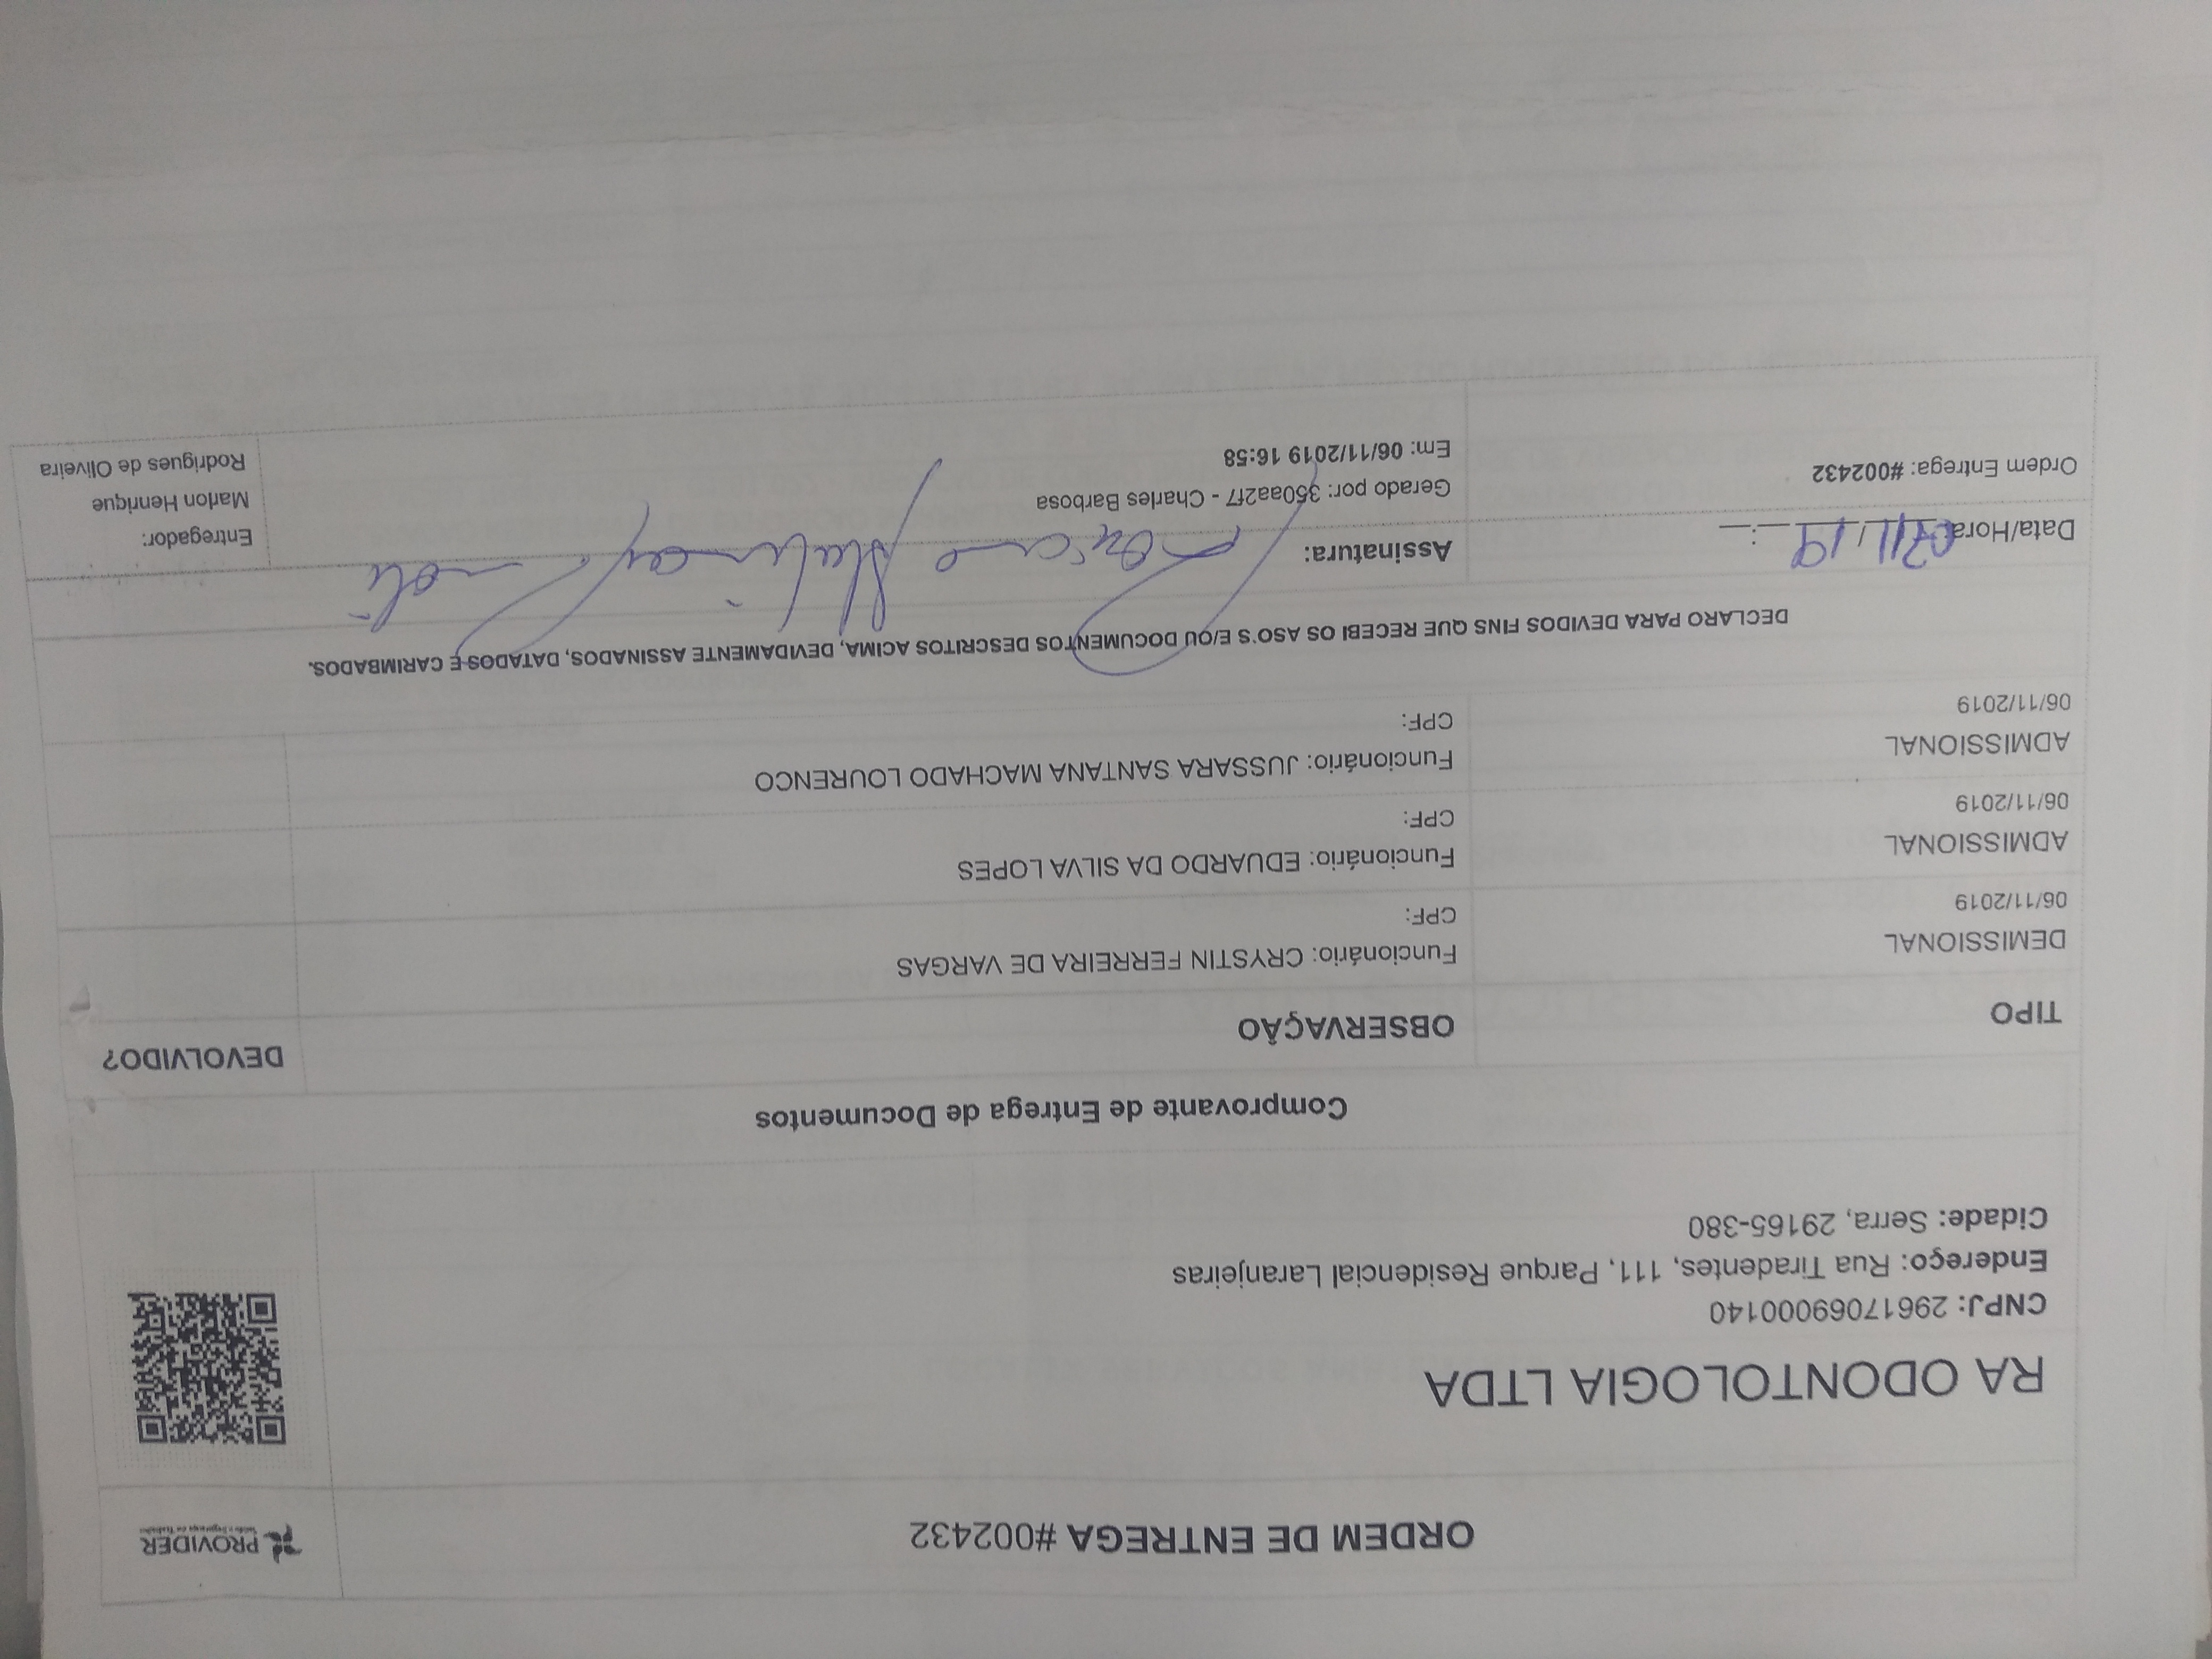 ORDEM DE ENTREGA #002432
PROVIDER
RA ODONTOLOGIA LTDA
CNPJ: 29617069000140
Endereço: Rua Tiradentes, 111, Parque Residencial Laranjeiras
Cidade: Serra, 29165-380
Comprovante de Entrega de Documentos
TIPO OBSERVAÇÃO DEVOLVIDO?
DEMISSIONAL
06/11/2019
Funcionário: CRYSTIN FERREIRA DE VARGAS
CPF:
ADMISSIONAL
06/11/2019
Funcionário: EDUARDO DA SILVA LOPES
CPF:
ADMISSIONAL
06/11/2019
Funcionário: JUSSARA SANTANA MACHADO LOURENCO
CPF:
DECLARO PARA DEVIDOS FINS QUE RECEBI OS ASO'S E/OU DOCUMENTOS DESCRITOS ACIMA, DEVIDAMENTE ASSINADOS, DATADOS E CARIMBADOS.
Data/Hora 07/11/19 __:__
Assinatura:
Entregador:
Marlon Henrique
Rodrigues de Oliveira
Ordem Entrega: #002432
Gerado por: 350aa2f7 - Charles Barbosa
Em: 06/11/2019 16:58